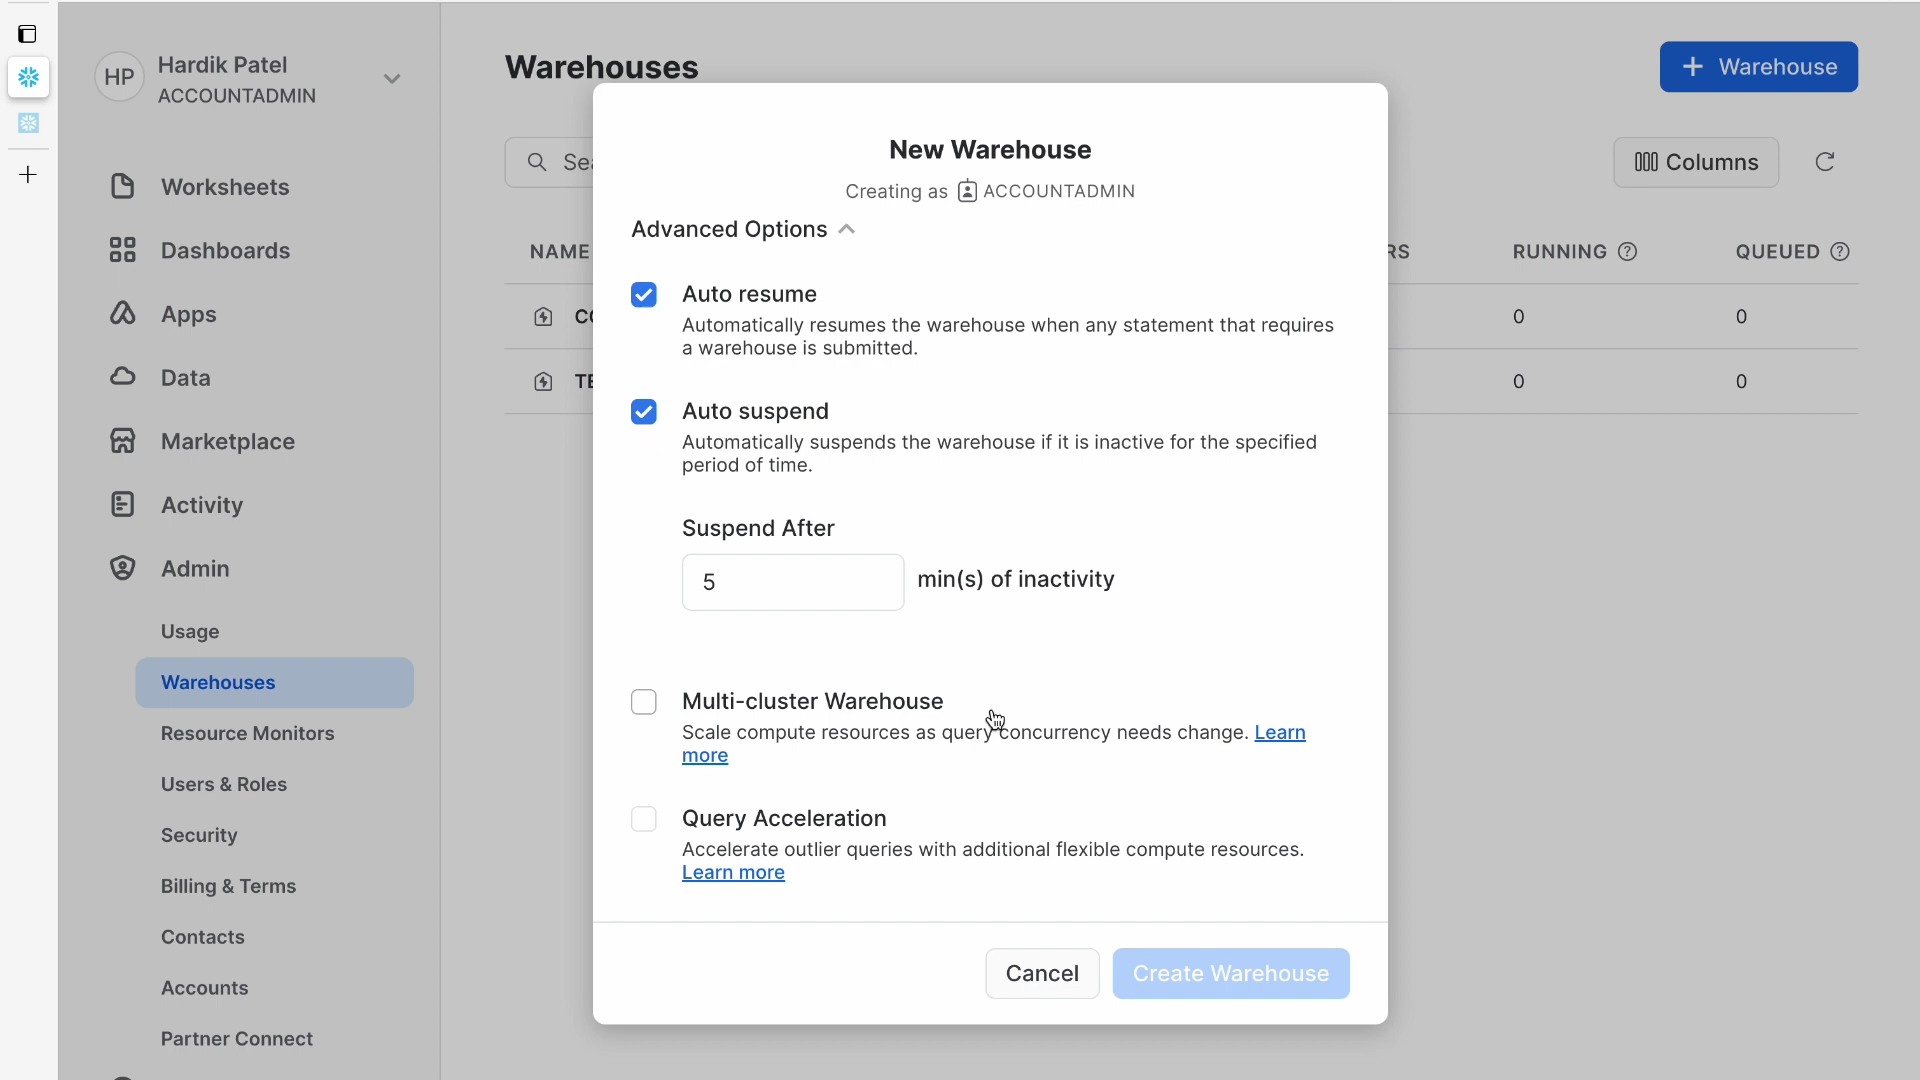 HP
Hardik Patel
ACCOUNTADMIN
Worksheets
Dashboards
Apps
Data
Marketplace
Activity
Admin
Usage
Warehouses
Resource Monitors
Users & Roles
Security
Billing & Terms
Contacts
Accounts
Partner Connect
Warehouses
+ Warehouse
Columns
NAME
RUNNING
QUEUED
0 0
0 0
New Warehouse
Creating as ACCOUNTADMIN
Advanced Options
Auto resume
Automatically resumes the warehouse when any statement that requires
a warehouse is submitted.
Auto suspend
Automatically suspends the warehouse if it is inactive for the specified
period of time.
Suspend After
5 min(s) of inactivity
Multi-cluster Warehouse
Scale compute resources as query concurrency needs change. Learn
more
Query Acceleration
Accelerate outlier queries with additional flexible compute resources.
Learn more
Cancel
Create Warehouse